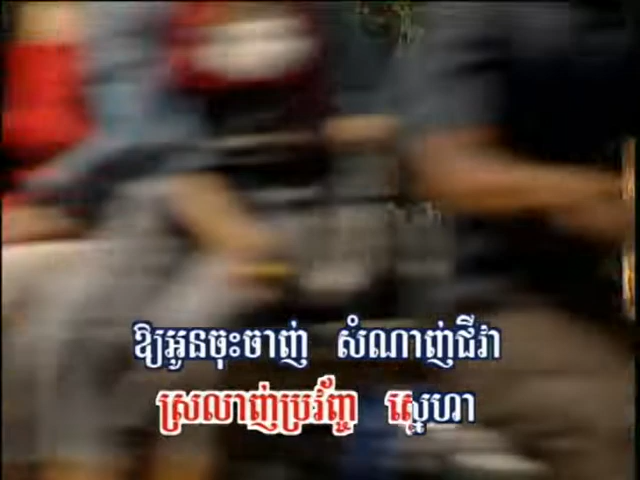 ឱ្យអូនចុះចាញ់ សំណាញ់ជីវា
ស្រលាញ់ប្រវ័ញ្ច ស្នេហា